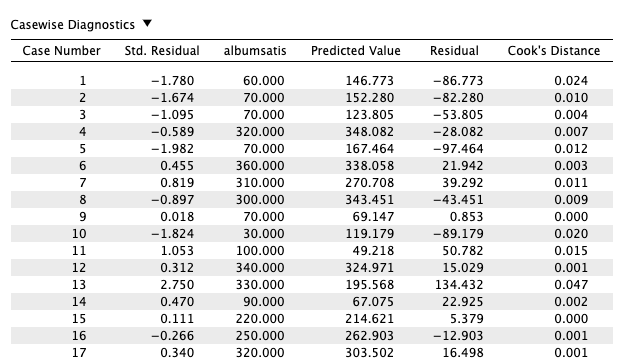 Casewise Diagnostics ▼
Case Number Std. Residual albumsatis Predicted Value Residual Cook's Distance
1 −1.780 60.000 146.773 −86.773 0.024
2 −1.674 70.000 152.280 −82.280 0.010
3 −1.095 70.000 123.805 −53.805 0.004
4 −0.589 320.000 348.082 −28.082 0.007
5 −1.982 70.000 167.464 −97.464 0.012
6 0.455 360.000 338.058 21.942 0.003
7 0.819 310.000 270.708 39.292 0.011
8 −0.897 300.000 343.451 −43.451 0.009
9 0.018 70.000 69.147 0.853 0.000
10 −1.824 30.000 119.179 −89.179 0.020
11 1.053 100.000 49.218 50.782 0.015
12 0.312 340.000 324.971 15.029 0.001
13 2.750 330.000 195.568 134.432 0.047
14 0.470 90.000 67.075 22.925 0.002
15 0.111 220.000 214.621 5.379 0.000
16 −0.266 250.000 262.903 −12.903 0.001
17 0.340 320.000 303.502 16.498 0.001